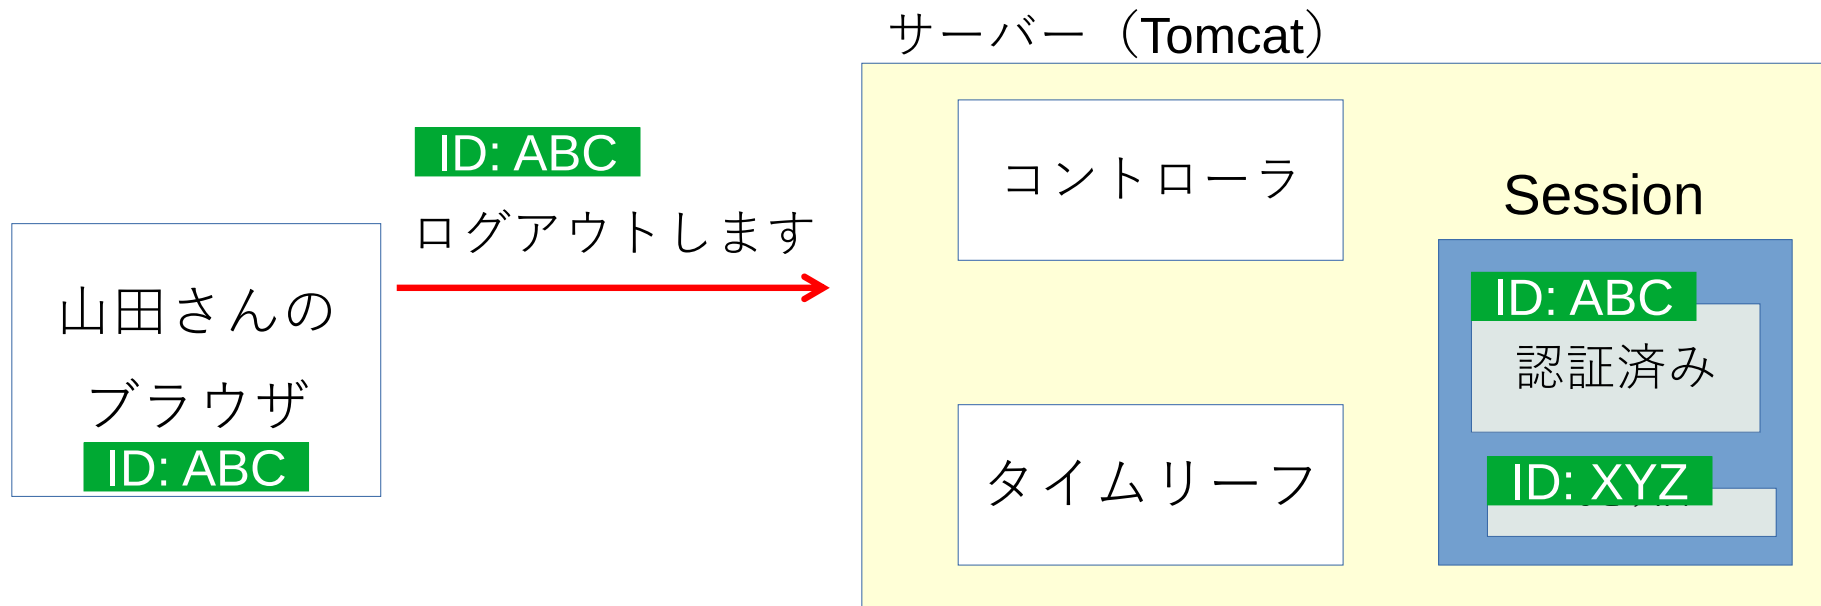 サーバー（Tomcat）
ID: ABC
ログアウトします
山田さんの
ブラウザ
ID: ABC
コントローラ
タイムリーフ
Session
ID: ABC
認証済み
ID: XYZ